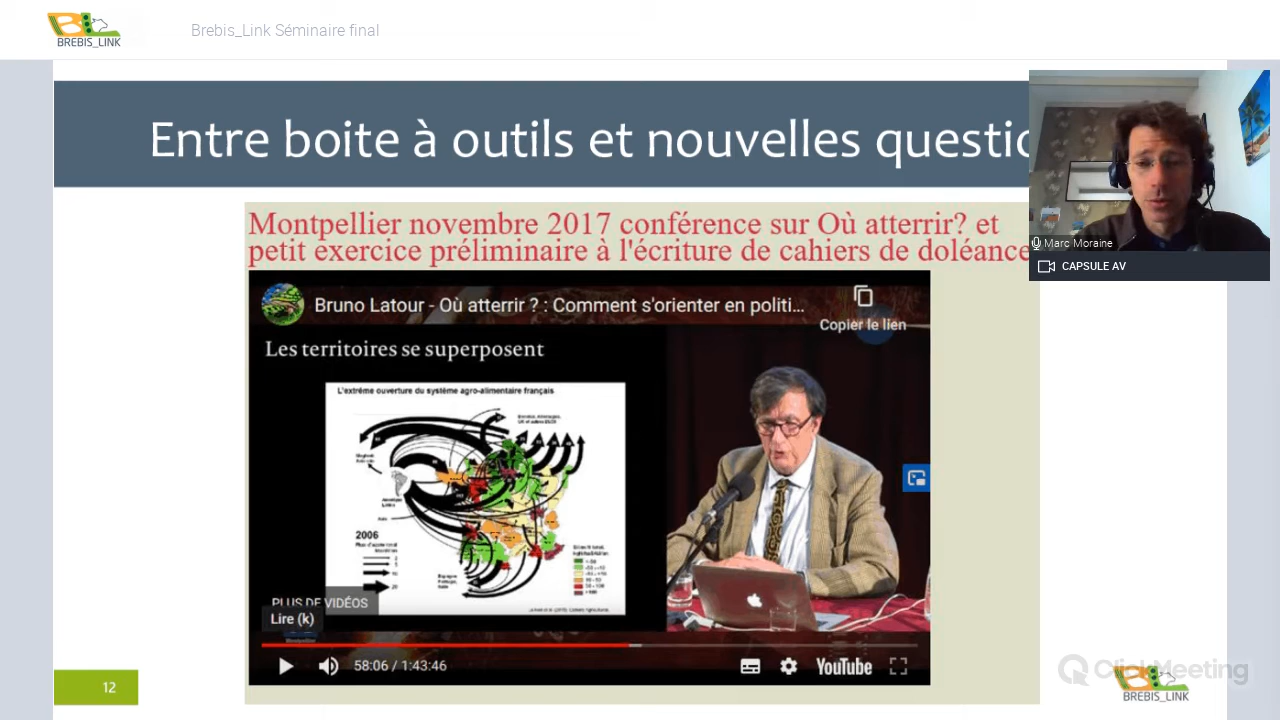 BREBIS_LINK
Brebis_Link Séminaire final
Entre boite à outils et nouvelles questio
Marc Moraine
CAPSULE AV
Montpellier novembre 2017 conférence sur Où atterrir? et
petit exercice préliminaire à l'écriture de cahiers de doléance
Bruno Latour - Où atterrir ? : Comment s'orienter en politi...
Copier le lien
Les territoires se superposent
L'extrême ouverture du système agro-alimentaire français
2006
PLUS DE VIDÉOS
Lire (k)
58:06 / 1:43:46
YouTube
12
ClickMeeting
BREBIS_LINK